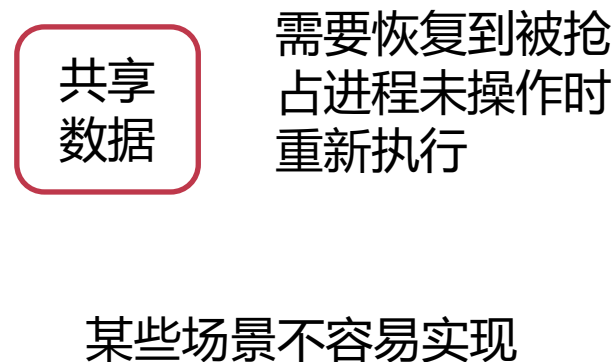 共享
数据
需要恢复到被抢
占进程未操作时
重新执行
某些场景不容易实现